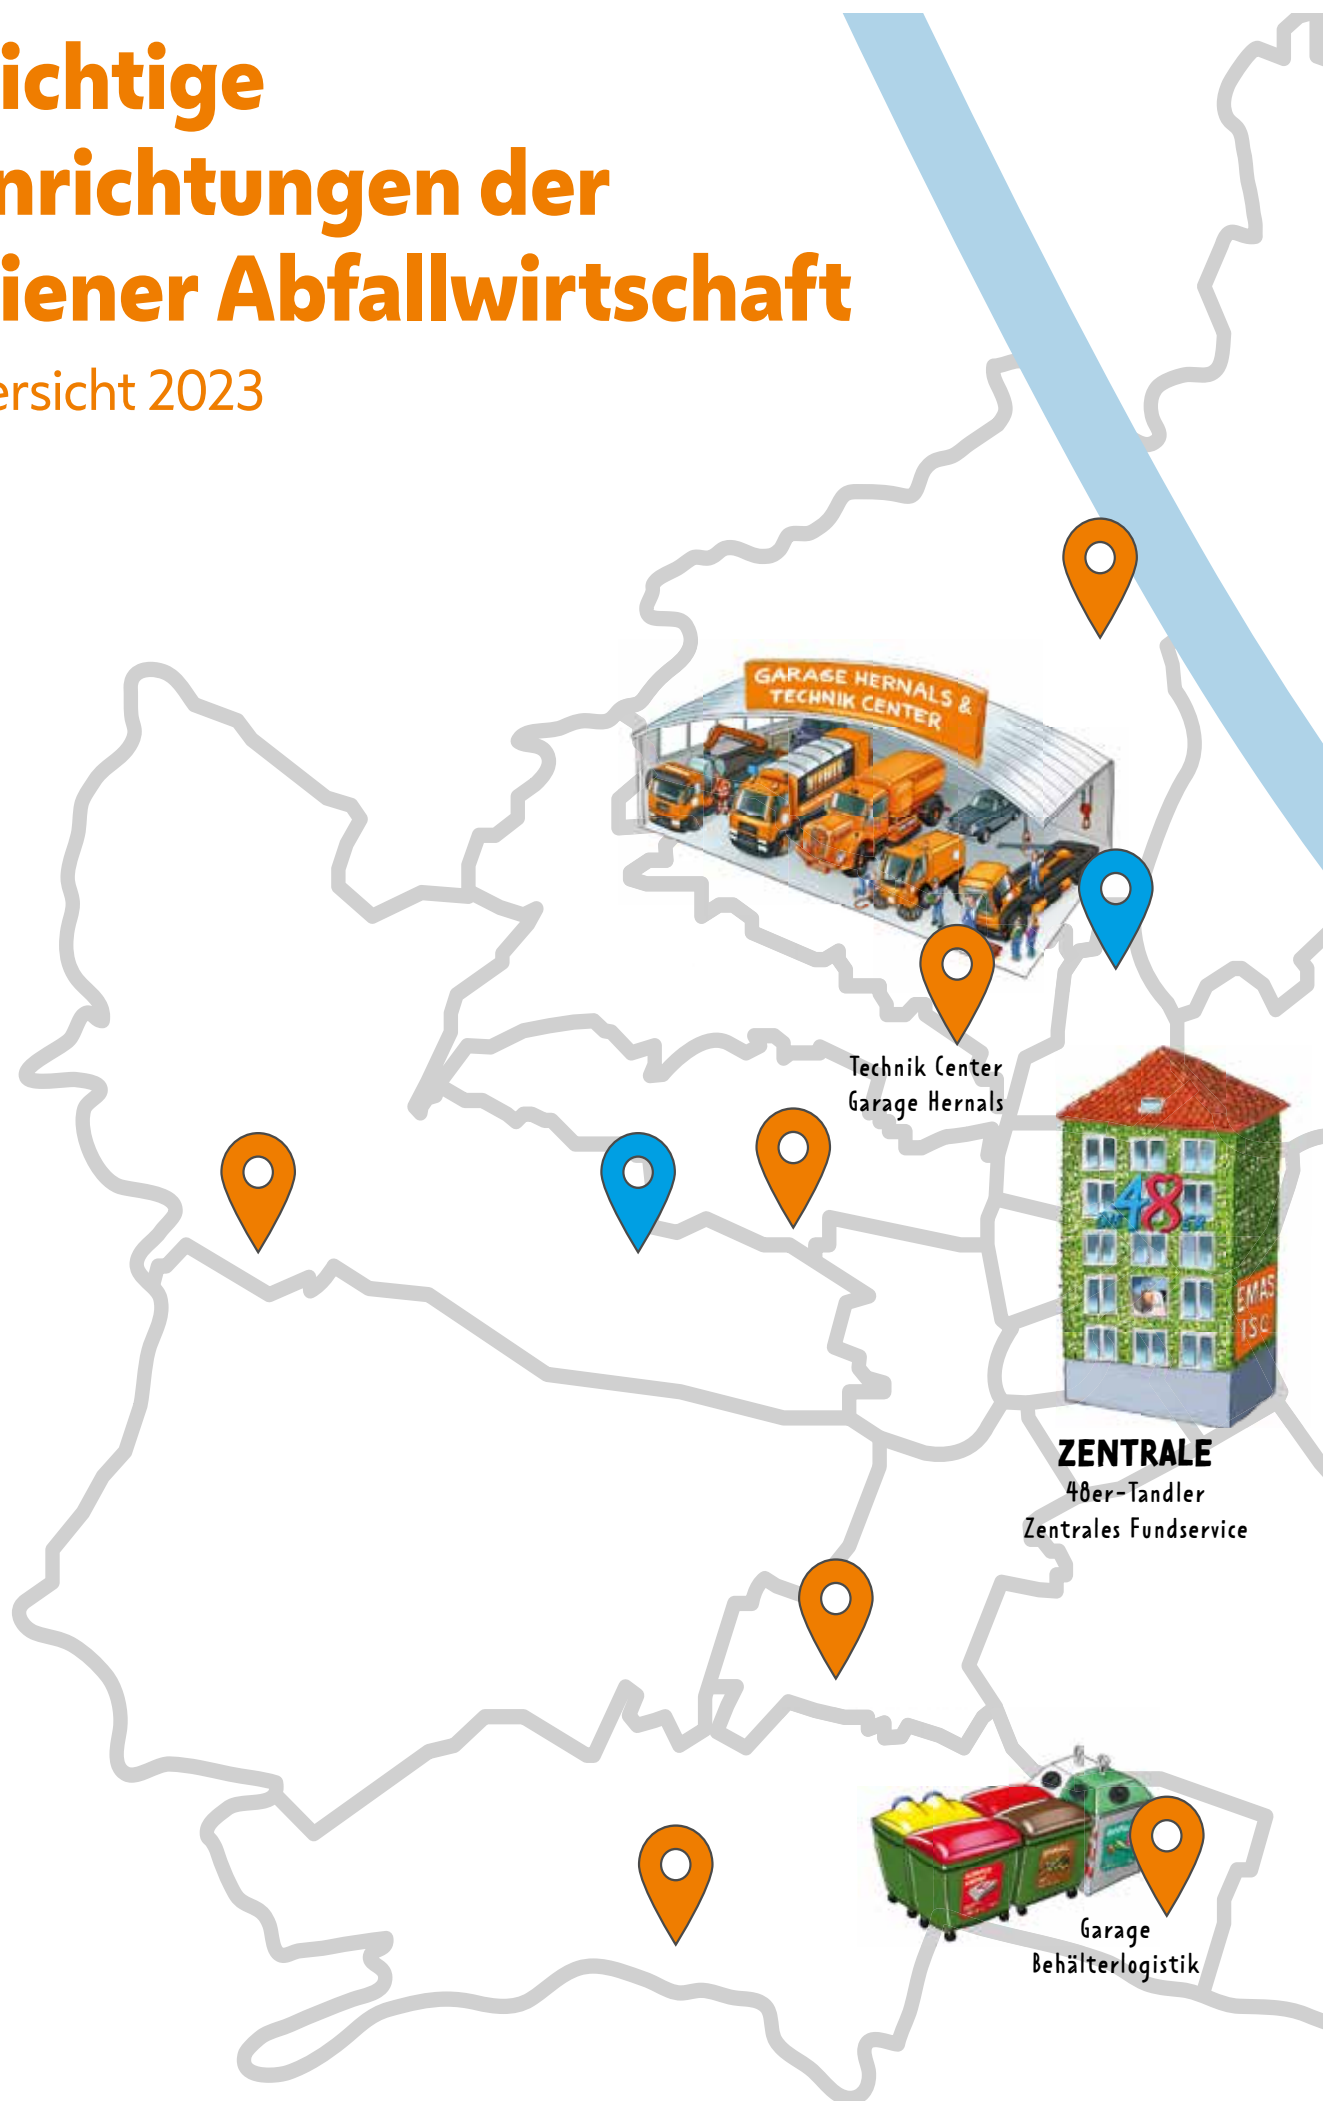 ichtige
nrichtungen der
iener Abfallwirtschaft
ersicht 2023
GARAGE HERNALS &
TECHNIK CENTER
Technik Center
Garage Hernals
48
ER
EMAS
ISO
ZENTRALE
48er-Tandler
Zentrales Fundservice
Garage
Behälterlogistik